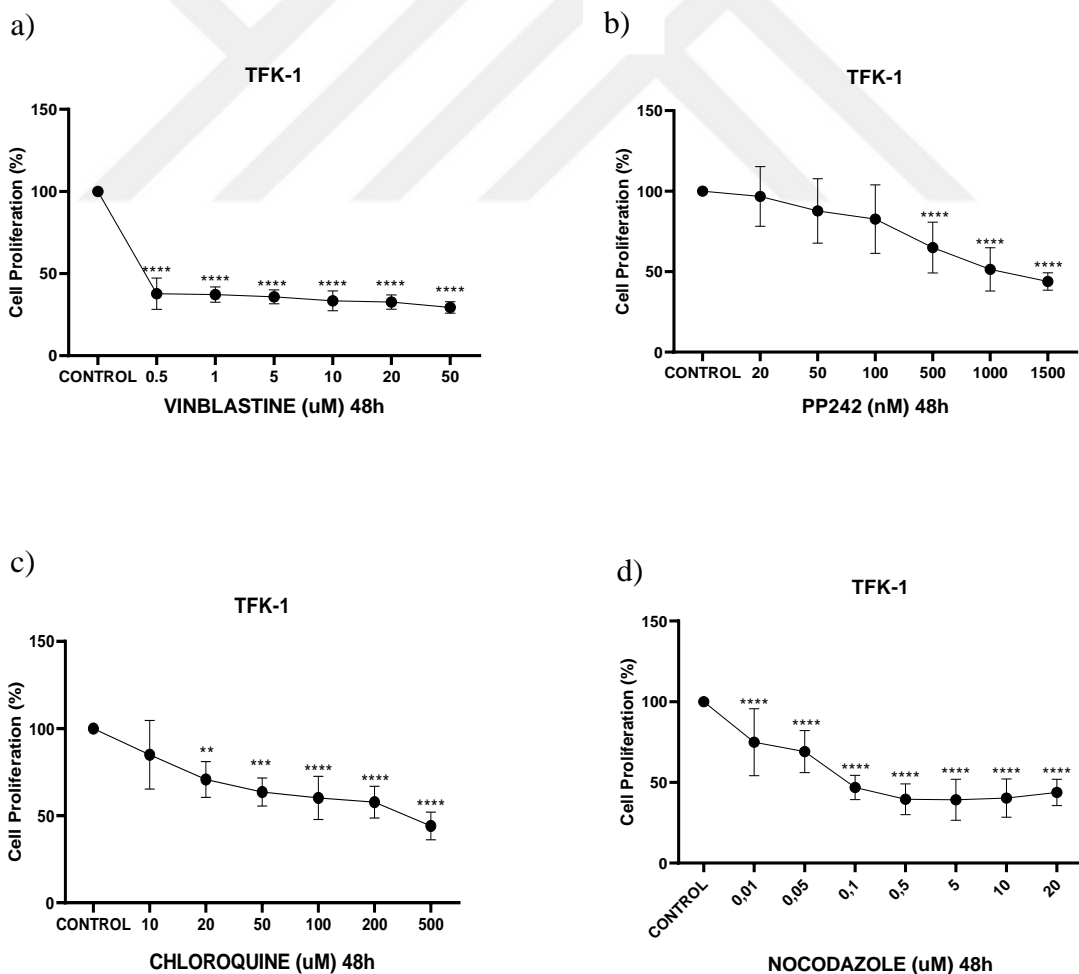 a)
TFK-1
Cell Proliferation (%)
150
100
50
0
**** **** **** **** **** ****
CONTROL 0.5 1 5 10 20 50
VINBLASTINE (uM) 48h
b)
TFK-1
Cell Proliferation (%)
150
100
50
0
**** **** ****
CONTROL 20 50 100 500 1000 1500
PP242 (nM) 48h
c)
TFK-1
Cell Proliferation (%)
150
100
50
0
** *** **** **** ****
CONTROL 10 20 50 100 200 500
CHLOROQUINE (uM) 48h
d)
TFK-1
Cell Proliferation (%)
150
100
50
0
**** **** **** **** **** **** ****
CONTROL 0,01 0,05 0,1 0,5 5 10 20
NOCODAZOLE (uM) 48h